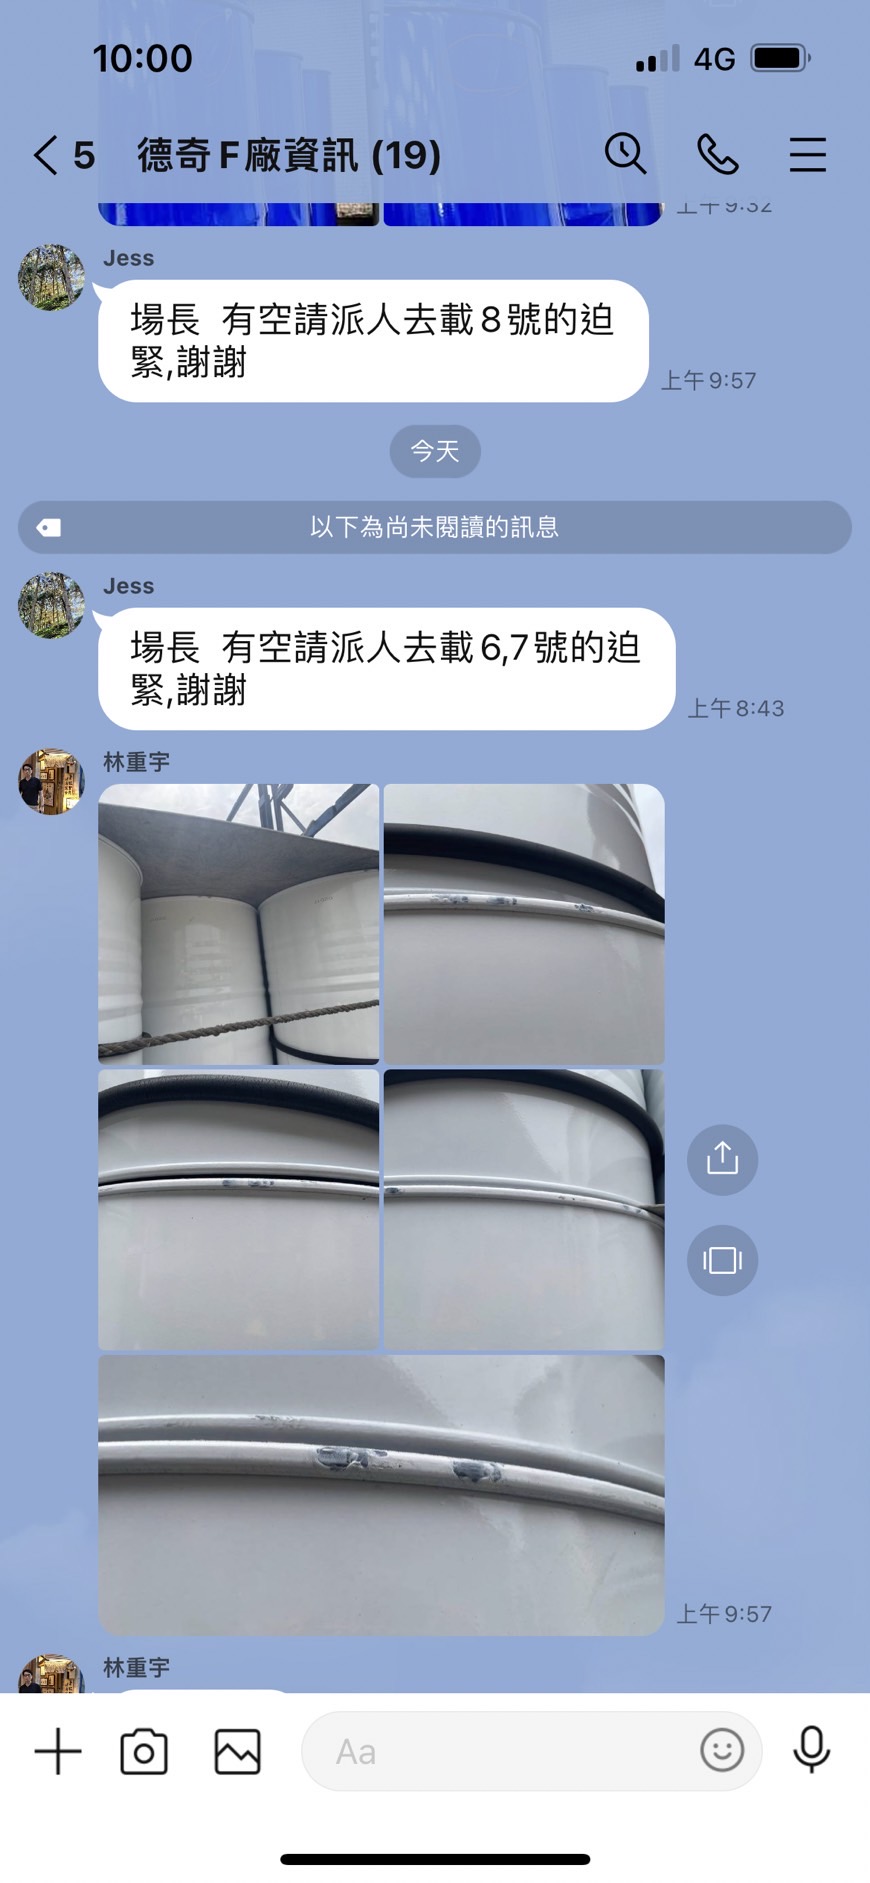 10:00
4G
5 德奇F廠資訊 (19)
上午 9:32
Jess
場長 有空請派人去載8號的迫
緊,謝謝
上午 9:57
今天
以下為尚未閱讀的訊息
Jess
場長 有空請派人去載6,7號的迫
緊,謝謝
上午 8:43
林重宇
上午 9:57
林重宇
Aa